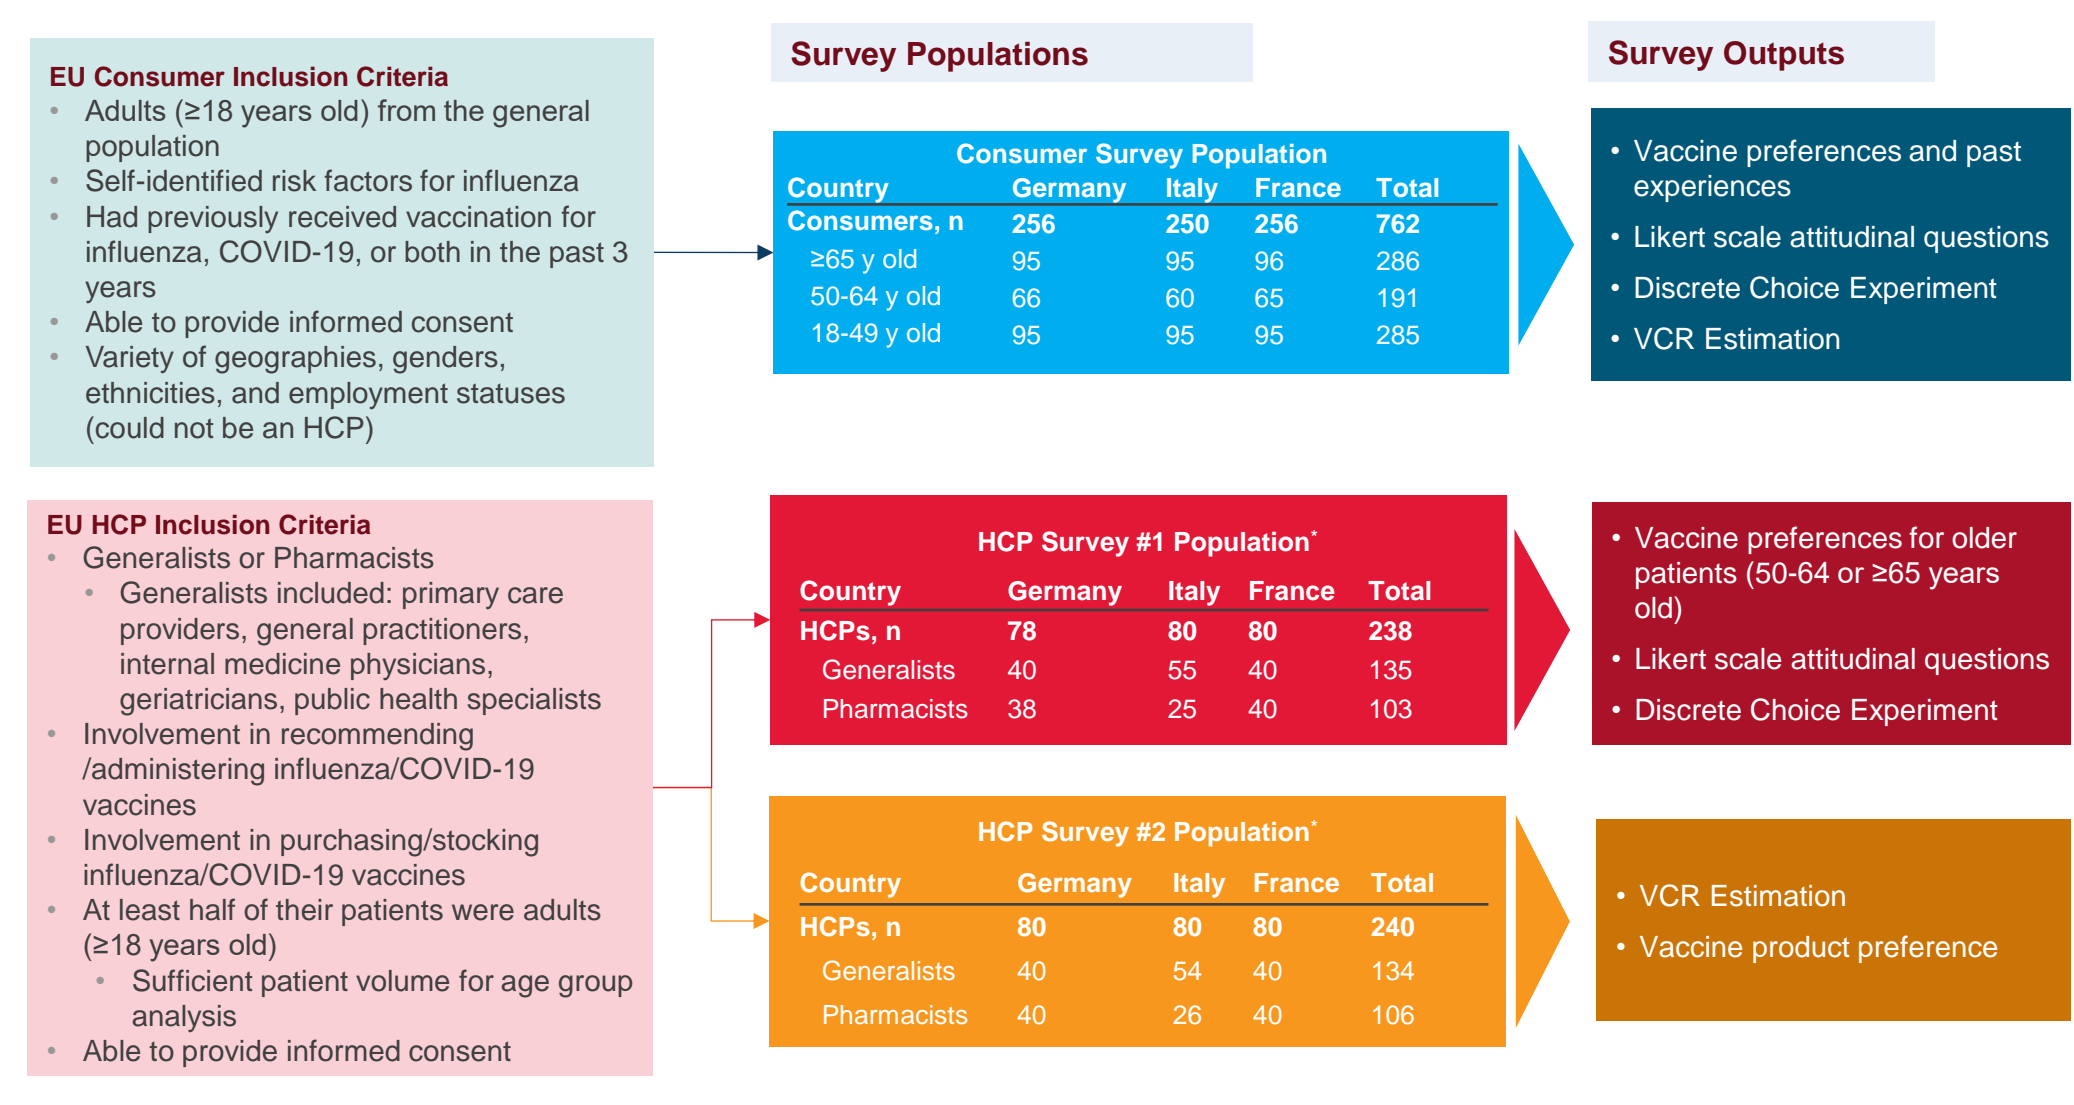 EU Consumer Inclusion Criteria
• Adults (≥18 years old) from the general
population
• Self-identified risk factors for influenza
• Had previously received vaccination for
influenza, COVID-19, or both in the past 3
years
• Able to provide informed consent
• Variety of geographies, genders,
ethnicities, and employment statuses
(could not be an HCP)
EU HCP Inclusion Criteria
• Generalists or Pharmacists
• Generalists included: primary care
providers, general practitioners,
internal medicine physicians,
geriatricians, public health specialists
• Involvement in recommending
/administering influenza/COVID-19
vaccines
• Involvement in purchasing/stocking
influenza/COVID-19 vaccines
• At least half of their patients were adults
(≥18 years old)
• Sufficient patient volume for age group
analysis
• Able to provide informed consent
Survey Populations
Consumer Survey Population
Country Germany Italy France Total
Consumers, n 256 250 256 762
≥65 y old 95 95 96 286
50-64 y old 66 60 65 191
18-49 y old 95 95 95 285
HCP Survey #1 Population*
Country Germany Italy France Total
HCPs, n 78 80 80 238
Generalists 40 55 40 135
Pharmacists 38 25 40 103
HCP Survey #2 Population*
Country Germany Italy France Total
HCPs, n 80 80 80 240
Generalists 40 54 40 134
Pharmacists 40 26 40 106
Survey Outputs
• Vaccine preferences and past
experiences
• Likert scale attitudinal questions
• Discrete Choice Experiment
• VCR Estimation
• Vaccine preferences for older
patients (50-64 or ≥65 years
old)
• Likert scale attitudinal questions
• Discrete Choice Experiment
• VCR Estimation
• Vaccine product preference